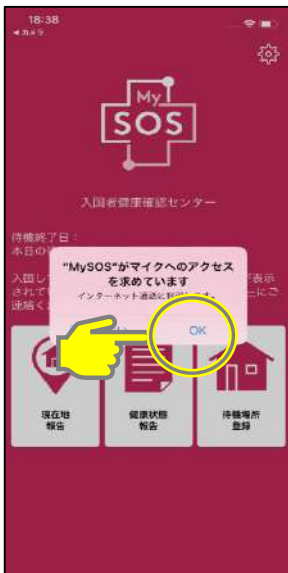 18:38
◀カメラ
My
SOS
入国者健康確認センター
待機終了日：
本日の
入国し 表示
されて にご
連絡く
"MySOS"がマイクへのアクセス
を求めています
インターネット通話に
OK
現在地
報告
健康状態
報告
待機場所
登録